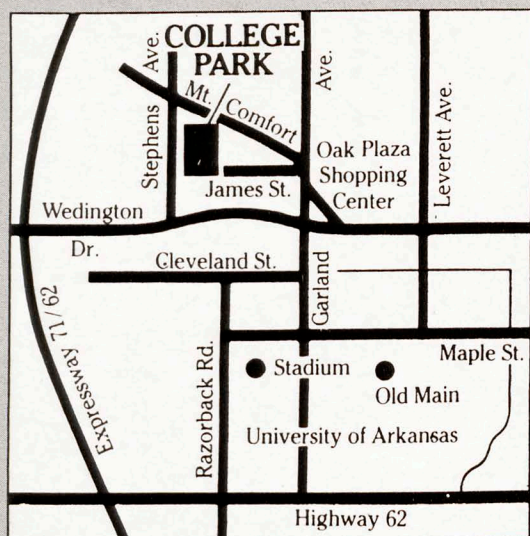 COLLEGE
PARK
Ave.
Stephens
Mt. Comfort
Ave.
Garland
Leverett Ave.
Oak Plaza
Shopping
Center
James St.
Wedington
Dr.
Cleveland St.
Expressway 71/62
Razorback Rd.
Maple St.
Stadium
Old Main
University of Arkansas
Highway 62